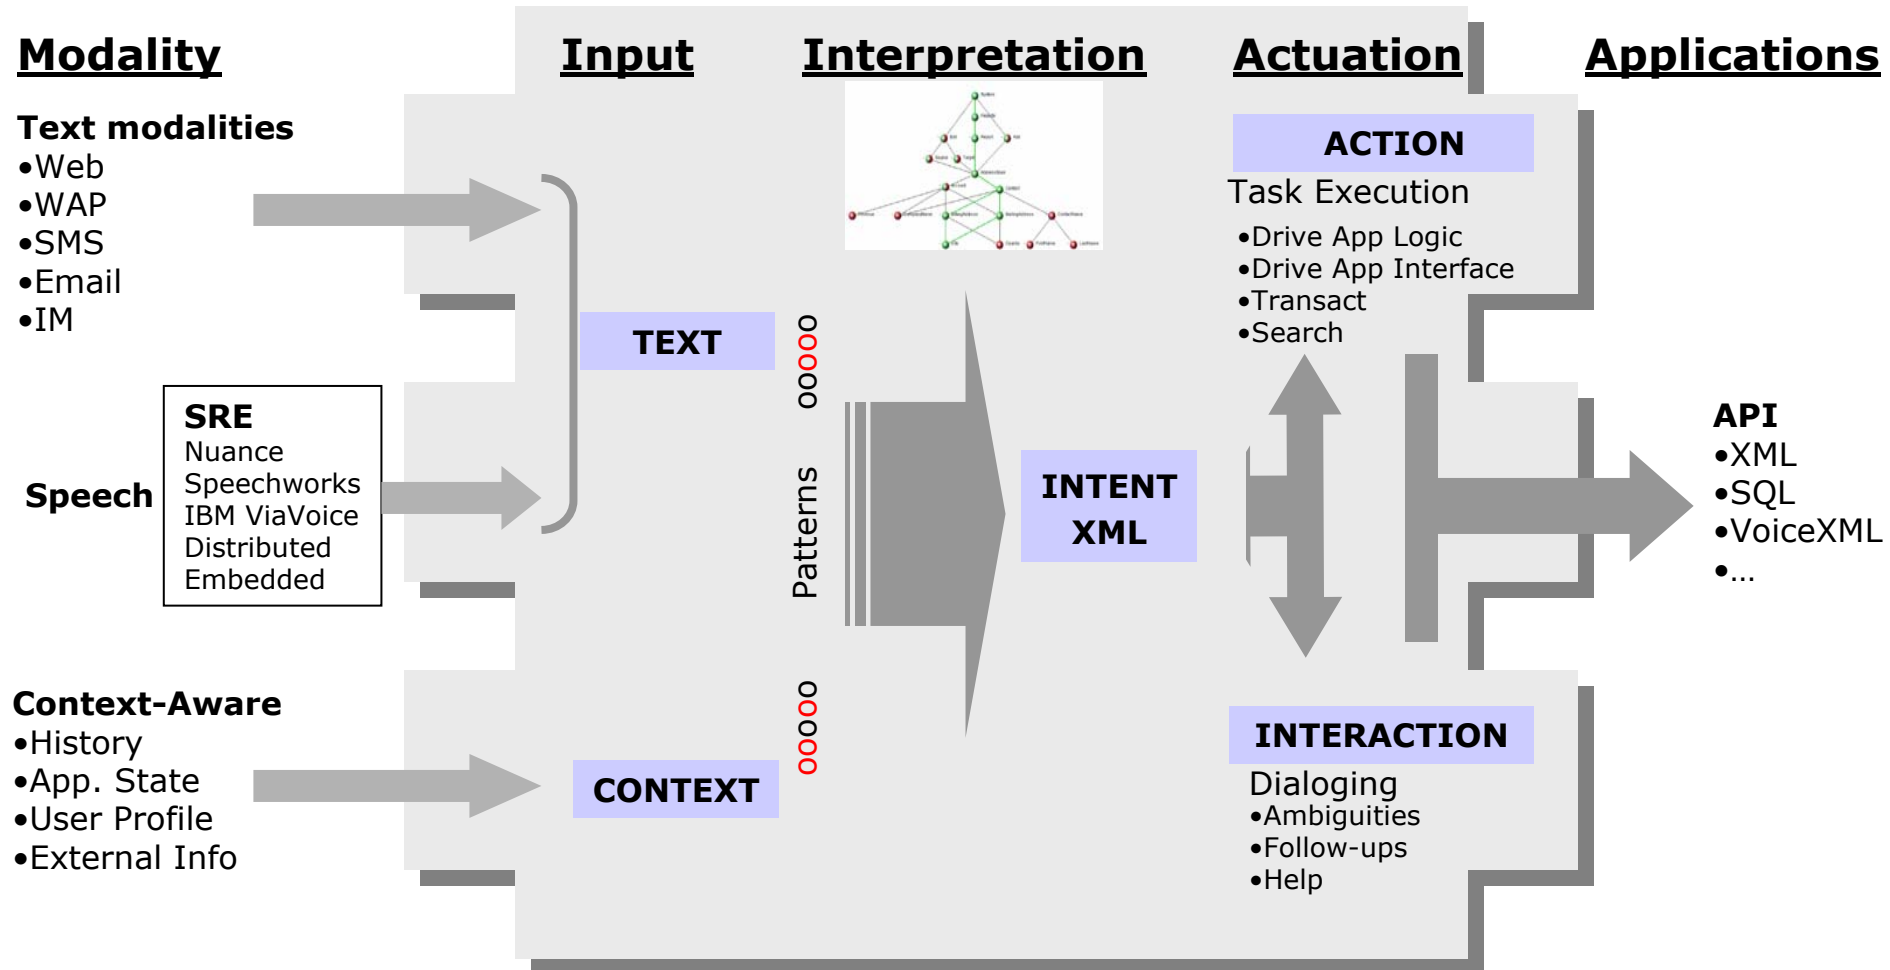 Modality
Input
Interpretation
Actuation
Applications
Text modalities
•Web
•WAP
•SMS
•Email
•IM
Speech
SRE
Nuance
Speechworks
IBM ViaVoice
Distributed
Embedded
Context-Aware
•History
•App. State
•User Profile
•External Info
TEXT
CONTEXT
ooooo
Patterns
ooooo
INTENT
XML
ACTION
Task Execution
•Drive App Logic
•Drive App Interface
•Transact
•Search
INTERACTION
Dialoging
•Ambiguities
•Follow-ups
•Help
API
•XML
•SQL
•VoiceXML
•...